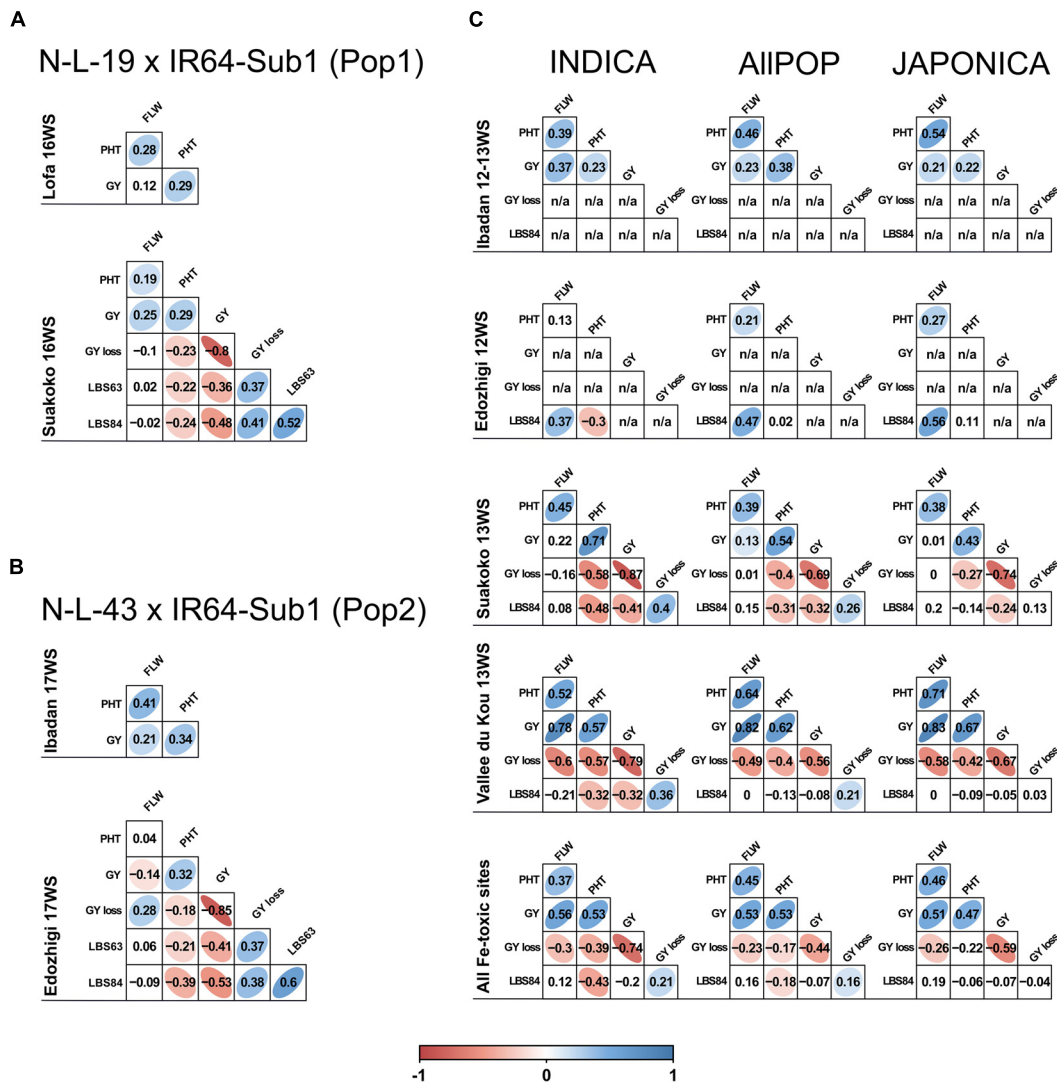 A
N-L-19 x IR64-Sub1 (Pop1)
Lofa 16WS
FLW
PHT 0.28 PHT
GY 0.12 0.29
Suakoko 16WS
FLW
PHT 0.19 PHT
GY 0.25 0.29 GY
GY loss −0.1 −0.23 −0.8 GY loss
LBS63 0.02 −0.22 −0.36 0.37 LBS63
LBS84 −0.02 −0.24 −0.48 0.41 0.52
B
N-L-43 x IR64-Sub1 (Pop2)
Ibadan 17WS
FLW
PHT 0.41 PHT
GY 0.21 0.34
Edozhigi 17WS
FLW
PHT 0.04 PHT
GY −0.14 0.32 GY
GY loss 0.28 −0.18 −0.85 GY loss
LBS63 0.06 −0.21 −0.41 0.37 LBS63
LBS84 −0.09 −0.39 −0.53 0.38 0.6
C
INDICA AllPOP JAPONICA
Ibadan 12-13WS
FLW FLW FLW
PHT 0.39 PHT PHT 0.46 PHT PHT 0.54 PHT
GY 0.37 0.23 GY GY 0.23 0.38 GY GY 0.21 0.22 GY
GY loss n/a n/a n/a GY loss GY loss n/a n/a n/a GY loss GY loss n/a n/a n/a GY loss
LBS84 n/a n/a n/a n/a LBS84 n/a n/a n/a n/a LBS84 n/a n/a n/a n/a
Edozhigi 12WS
FLW FLW FLW
PHT 0.13 PHT PHT 0.21 PHT PHT 0.27 PHT
GY n/a n/a GY GY n/a n/a GY GY n/a n/a GY
GY loss n/a n/a n/a GY loss GY loss n/a n/a n/a GY loss GY loss n/a n/a n/a GY loss
LBS84 0.37 −0.3 n/a n/a LBS84 0.47 0.02 n/a n/a LBS84 0.56 0.11 n/a n/a
Suakoko 13WS
FLW FLW FLW
PHT 0.45 PHT PHT 0.39 PHT PHT 0.38 PHT
GY 0.22 0.71 GY GY 0.13 0.54 GY GY 0.01 0.43 GY
GY loss −0.16 −0.58 −0.87 GY loss GY loss 0.01 −0.4 −0.69 GY loss GY loss 0 −0.27 −0.74 GY loss
LBS84 0.08 −0.48 −0.41 0.4 LBS84 0.15 −0.31 −0.32 0.26 LBS84 0.2 −0.14 −0.24 0.13
Vallee du Kou 13WS
FLW FLW FLW
PHT 0.52 PHT PHT 0.64 PHT PHT 0.71 PHT
GY 0.78 0.57 GY GY 0.82 0.62 GY GY 0.83 0.67 GY
GY loss −0.6 −0.57 −0.79 GY loss GY loss −0.49 −0.4 −0.56 GY loss GY loss −0.58 −0.42 −0.67 GY loss
LBS84 −0.21 −0.32 −0.32 0.36 LBS84 0 −0.13 −0.08 0.21 LBS84 0 −0.09 −0.05 0.03
All Fe-toxic sites
FLW FLW FLW
PHT 0.37 PHT PHT 0.45 PHT PHT 0.46 PHT
GY 0.56 0.53 GY GY 0.53 0.53 GY GY 0.51 0.47 GY
GY loss −0.3 −0.39 −0.74 GY loss GY loss −0.23 −0.17 −0.44 GY loss GY loss −0.26 −0.22 −0.59 GY loss
LBS84 0.12 −0.43 −0.2 0.21 LBS84 0.16 −0.18 −0.07 0.16 LBS84 0.19 −0.06 −0.07 −0.04
-1 0 1